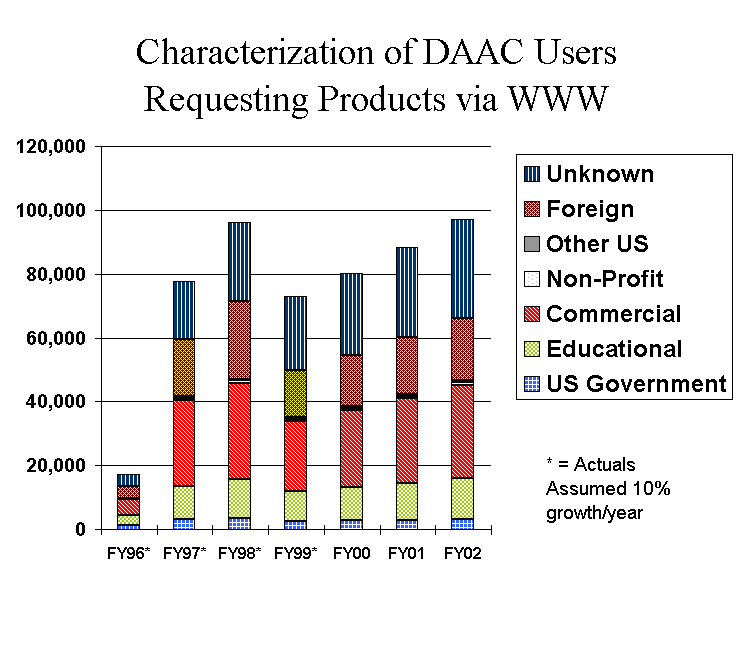 Characterization of DAAC Users
Requesting Products via WWW
120,000
100,000
80,000
60,000
40,000
20,000
0
FY96* FY97* FY98* FY99* FY00 FY01 FY02
Unknown
Foreign
Other US
Non-Profit
Commercial
Educational
US Government
* = Actuals
Assumed 10%
growth/year